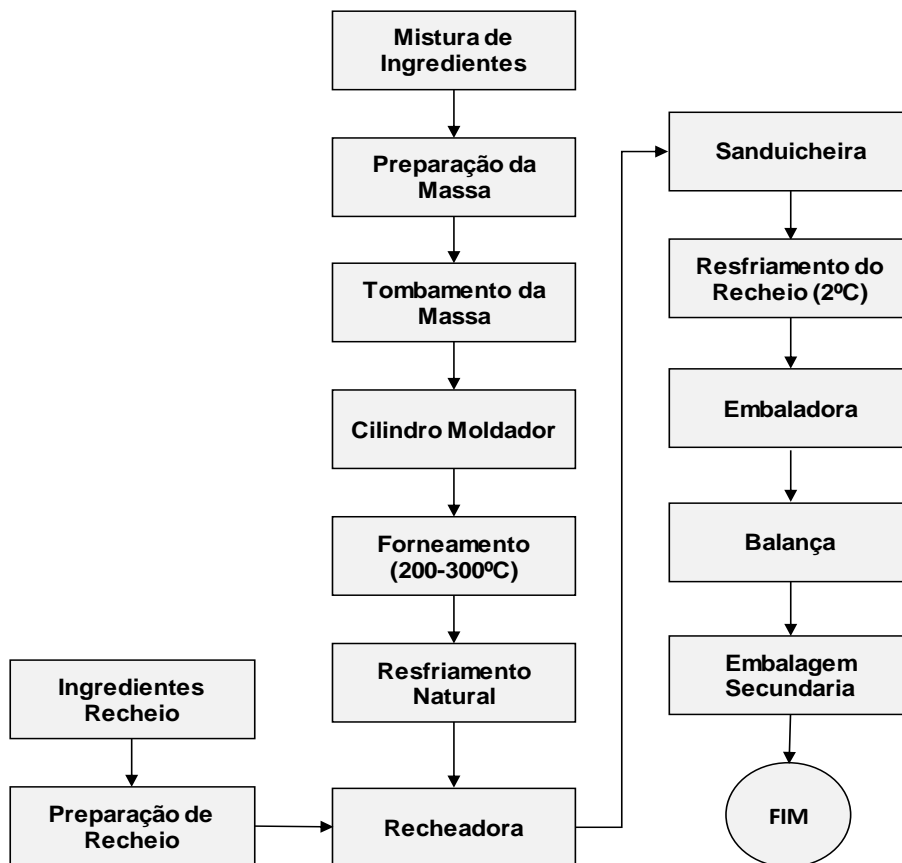 Mistura de
Ingredientes
Preparação da
Massa
Tombamento da
Massa
Cilindro Moldador
Forneamento
(200-300ºC)
Resfriamento
Natural
Ingredientes
Recheio
Preparação de
Recheio
Recheadora
Sanduicheira
Resfriamento do
Recheio (2ºC)
Embaladora
Balança
Embalagem
Secundaria
FIM